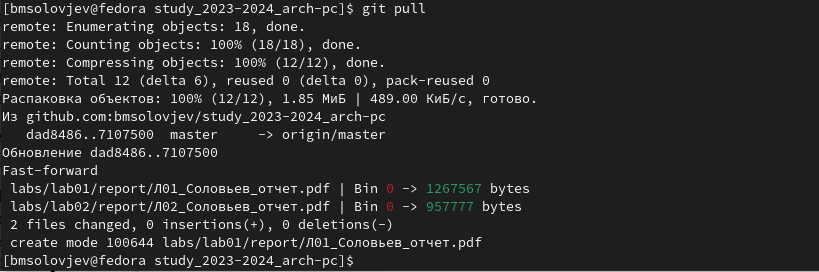 [bmsolovjev@fedora study_2023-2024_arch-pc]$ git pull
remote: Enumerating objects: 18, done.
remote: Counting objects: 100% (18/18), done.
remote: Compressing objects: 100% (12/12), done.
remote: Total 12 (delta 6), reused 0 (delta 0), pack-reused 0
Распаковка объектов: 100% (12/12), 1.85 МиБ | 489.00 КиБ/с, готово.
Из github.com:bmsolovjev/study_2023-2024_arch-pc
   dad8486..7107500  master     -> origin/master
Обновление dad8486..7107500
Fast-forward
 labs/lab01/report/Л01_Соловьев_отчет.pdf | Bin 0 -> 1267567 bytes
 labs/lab02/report/Л02_Соловьев_отчет.pdf | Bin 0 -> 957777 bytes
 2 files changed, 0 insertions(+), 0 deletions(-)
 create mode 100644 labs/lab01/report/Л01_Соловьев_отчет.pdf
[bmsolovjev@fedora study_2023-2024_arch-pc]$